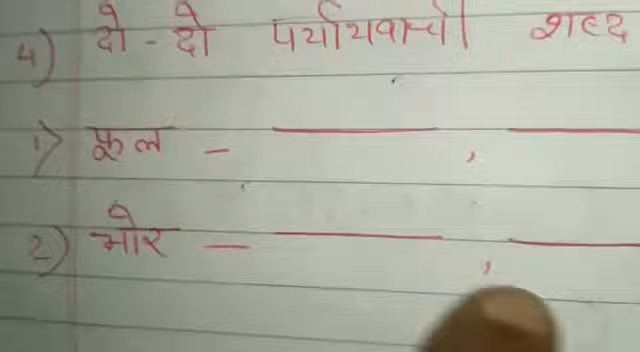 4) दो - दो पर्यायवाची शब्द
1) फूल - ,
2) भोर - ,